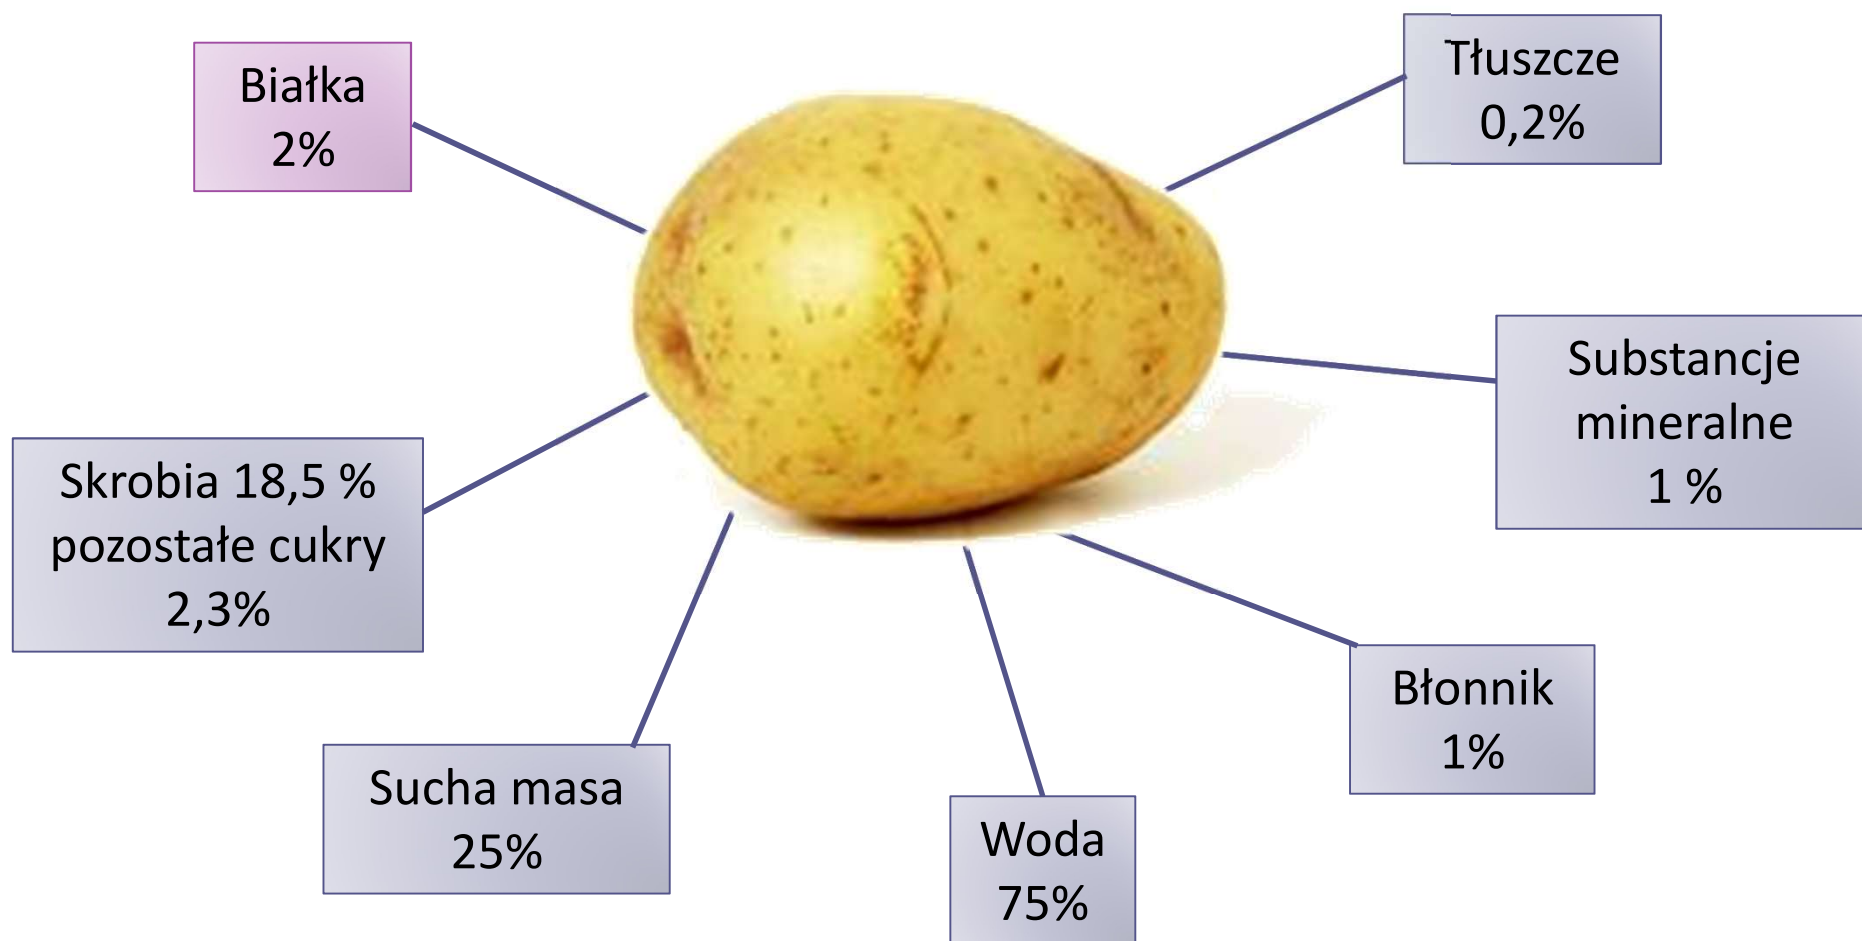 Białka
2%
Tłuszcze
0,2%
Substancje
mineralne
1 %
Skrobia 18,5 %
pozostałe cukry
2,3%
Błonnik
1%
Sucha masa
25%
Woda
75%